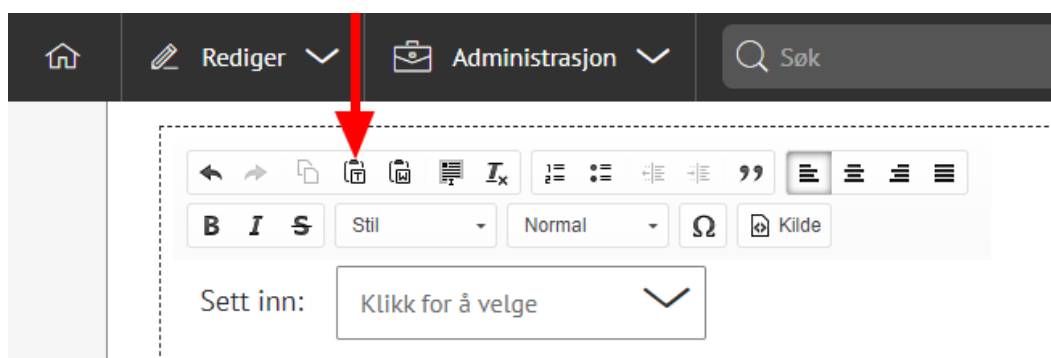 Rediger Administrasjon Søk
Stil Normal Ω Kilde
Sett inn: Klikk for å velge